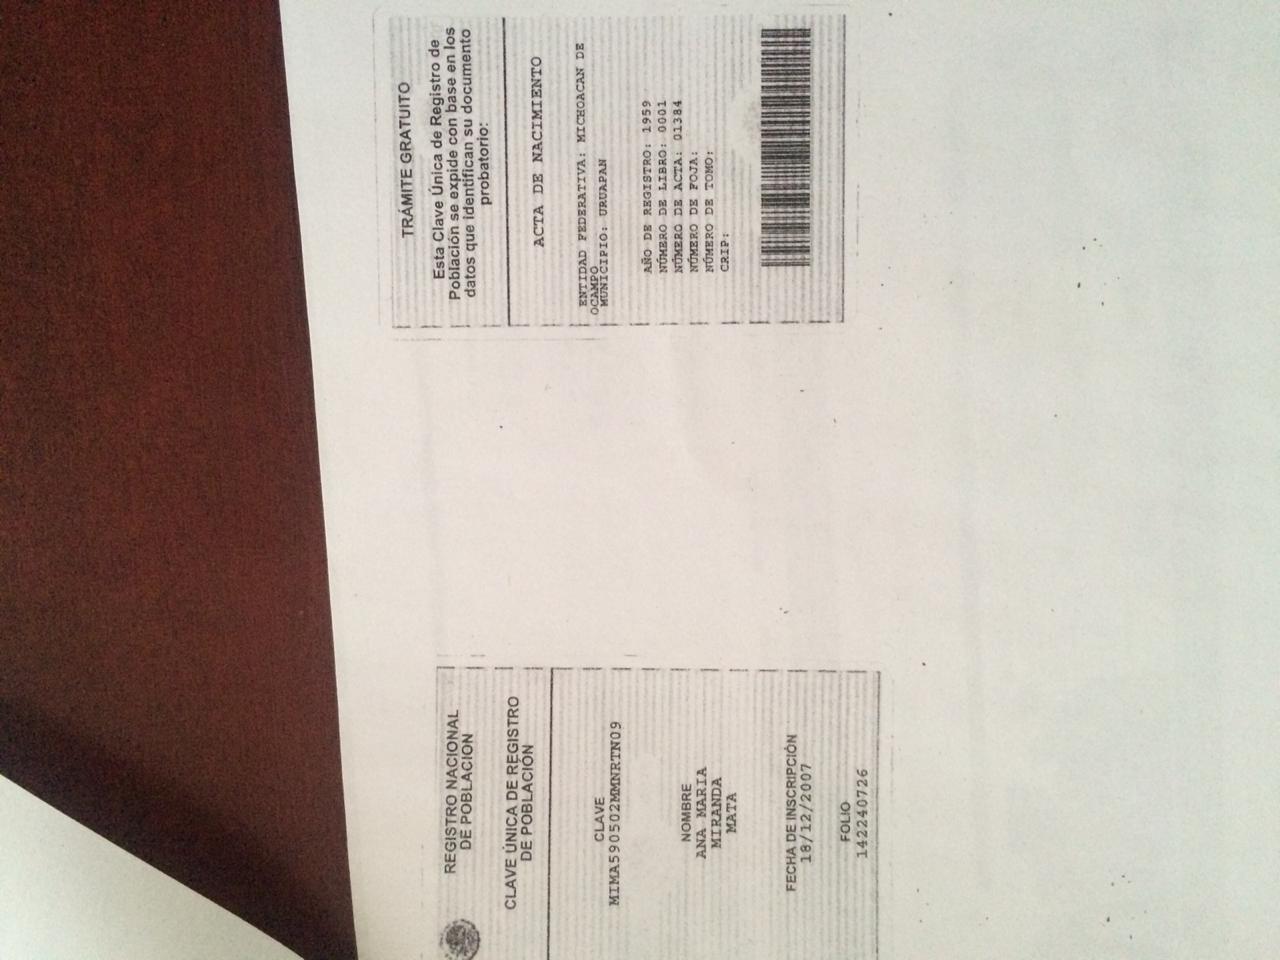 REGISTRO NACIONAL
DE POBLACION
CLAVE ÚNICA DE REGISTRO
DE POBLACIÓN
CLAVE
MIMA590502MMNRTN09
NOMBRE
ANA MARIA
MIRANDA
MATA
FECHA DE INSCRIPCIÓN
18/12/2007
FOLIO
142240726
TRÁMITE GRATUITO
Esta Clave Única de Registro de
Población se expide con base en los
datos que identifican su documento
probatorio:
ACTA DE NACIMIENTO
ENTIDAD FEDERATIVA: MICHOACAN DE
OCAMPO
MUNICIPIO: URUAPAN
AÑO DE REGISTRO: 1959
NÚMERO DE LIBRO: 0001
NÚMERO DE ACTA: 01384
NÚMERO DE FOJA:
NÚMERO DE TOMO:
CRIP: